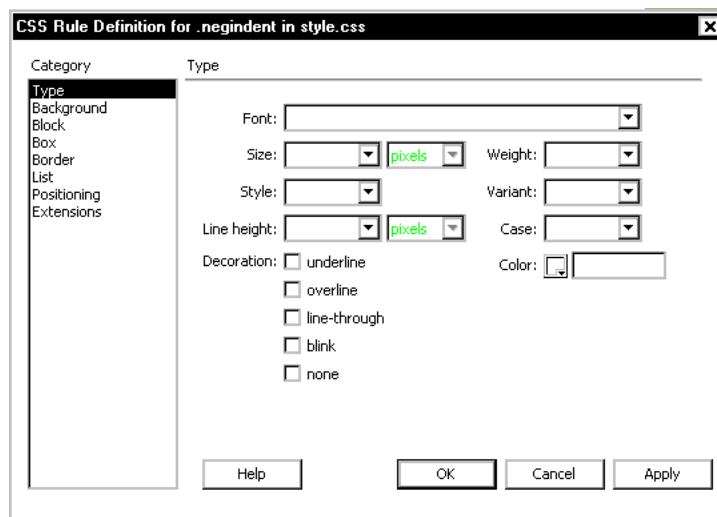 CSS Rule Definition for .negindent in style.css
Category
Type
Type
Background
Block
Box
Border
List
Positioning
Extensions
Font:
Size:
pixels
Weight:
Style:
Variant:
Line height:
pixels
Case:
Decoration:
underline
Color:
overline
line-through
blink
none
Help
OK
Cancel
Apply